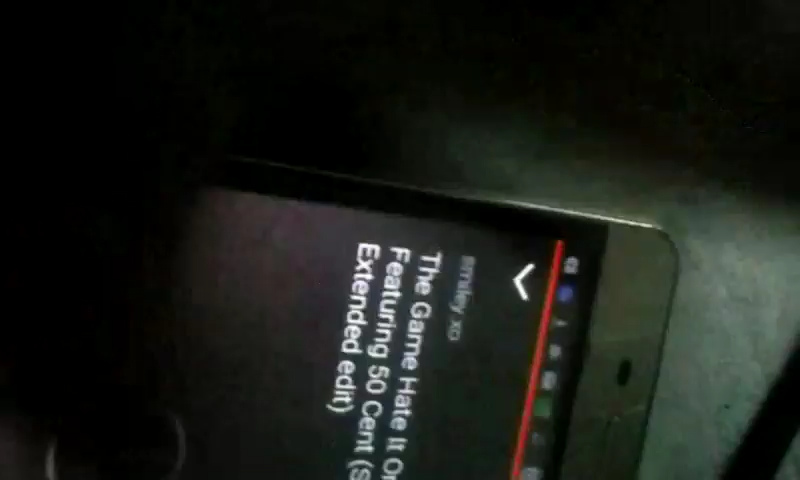 smiley xo
The Game Hate It Or
Featuring 50 Cent (S
Extended edit)